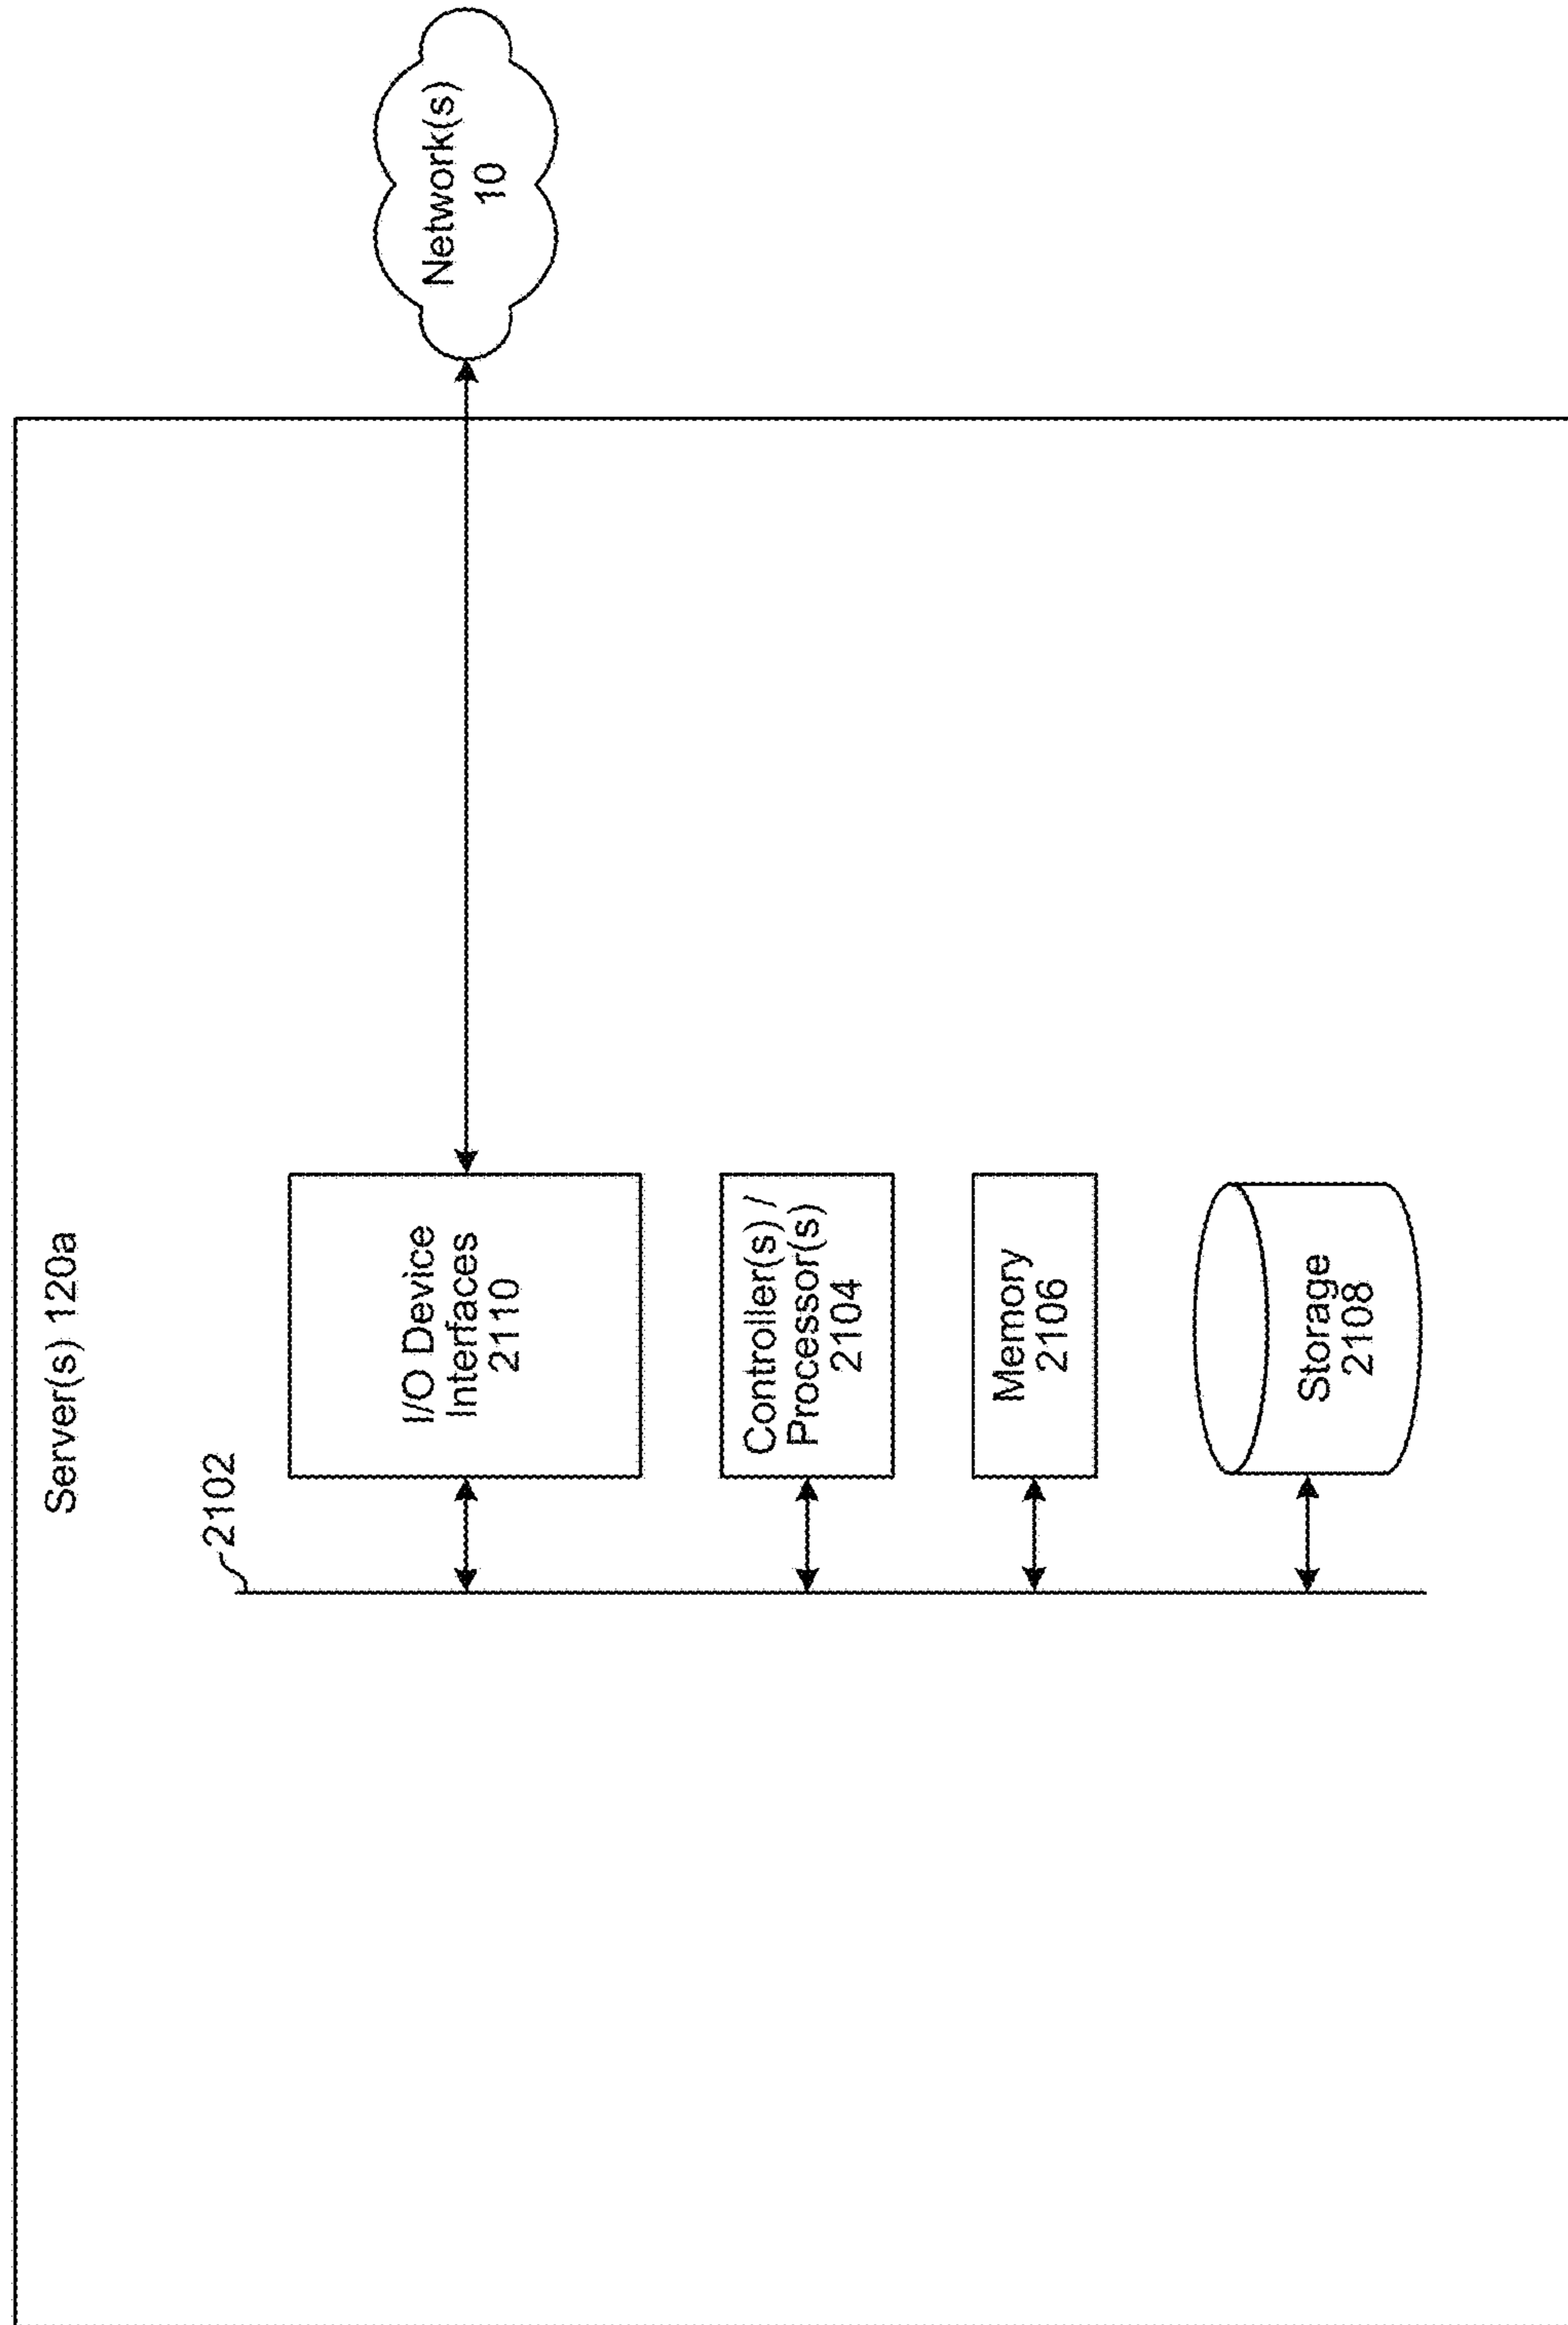 Server(s) 120a
2102
I/O Device
Interfaces
2110
Network(s)
10
Controller(s) /
Processor(s)
2104
Memory
2106
Storage
2108